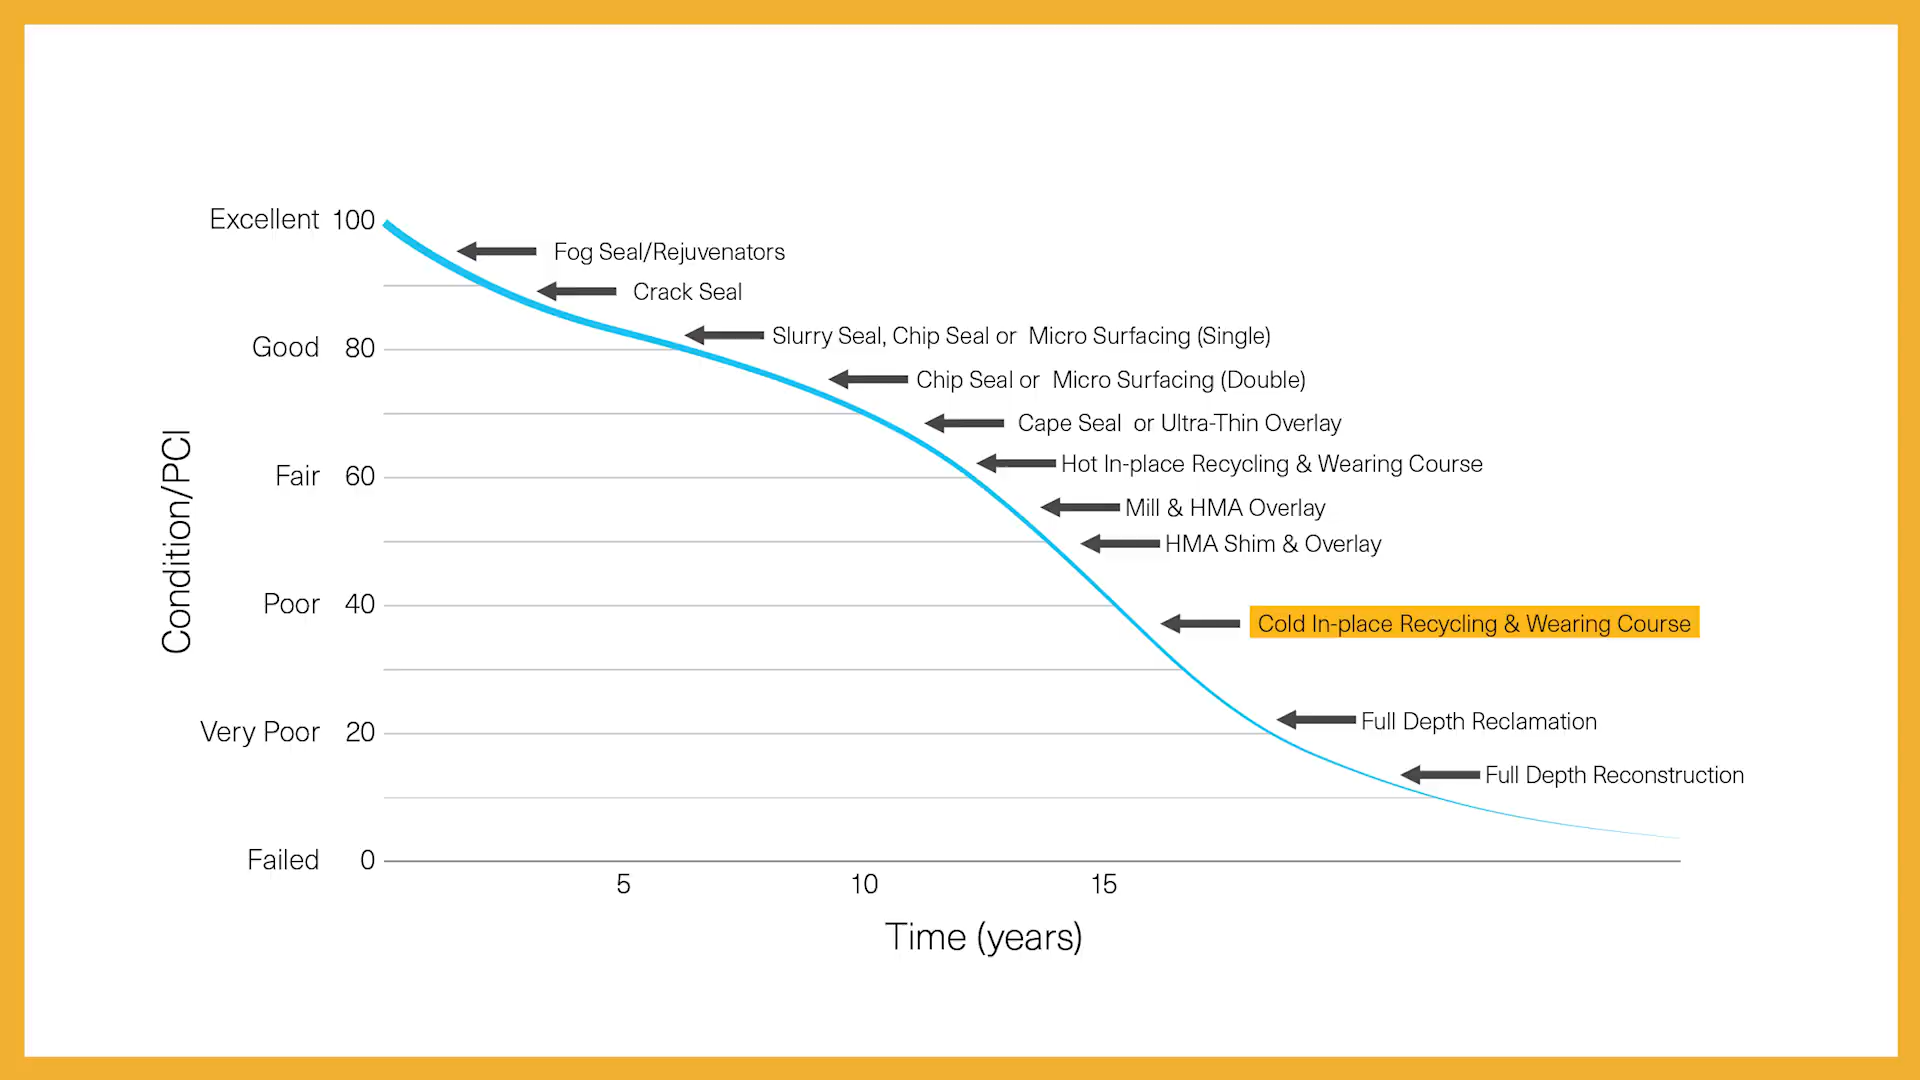 Excellent 100
Fog Seal/Rejuvenators
Crack Seal
Slurry Seal, Chip Seal or Micro Surfacing (Single)
Good 80
Chip Seal or Micro Surfacing (Double)
Cape Seal or Ultra-Thin Overlay
Hot In-place Recycling & Wearing Course
Fair 60
Mill & HMA Overlay
HMA Shim & Overlay
Condition/PCI
Poor 40
Cold In-place Recycling & Wearing Course
Full Depth Reclamation
Very Poor 20
Full Depth Reconstruction
Failed 0
5 10 15
Time (years)